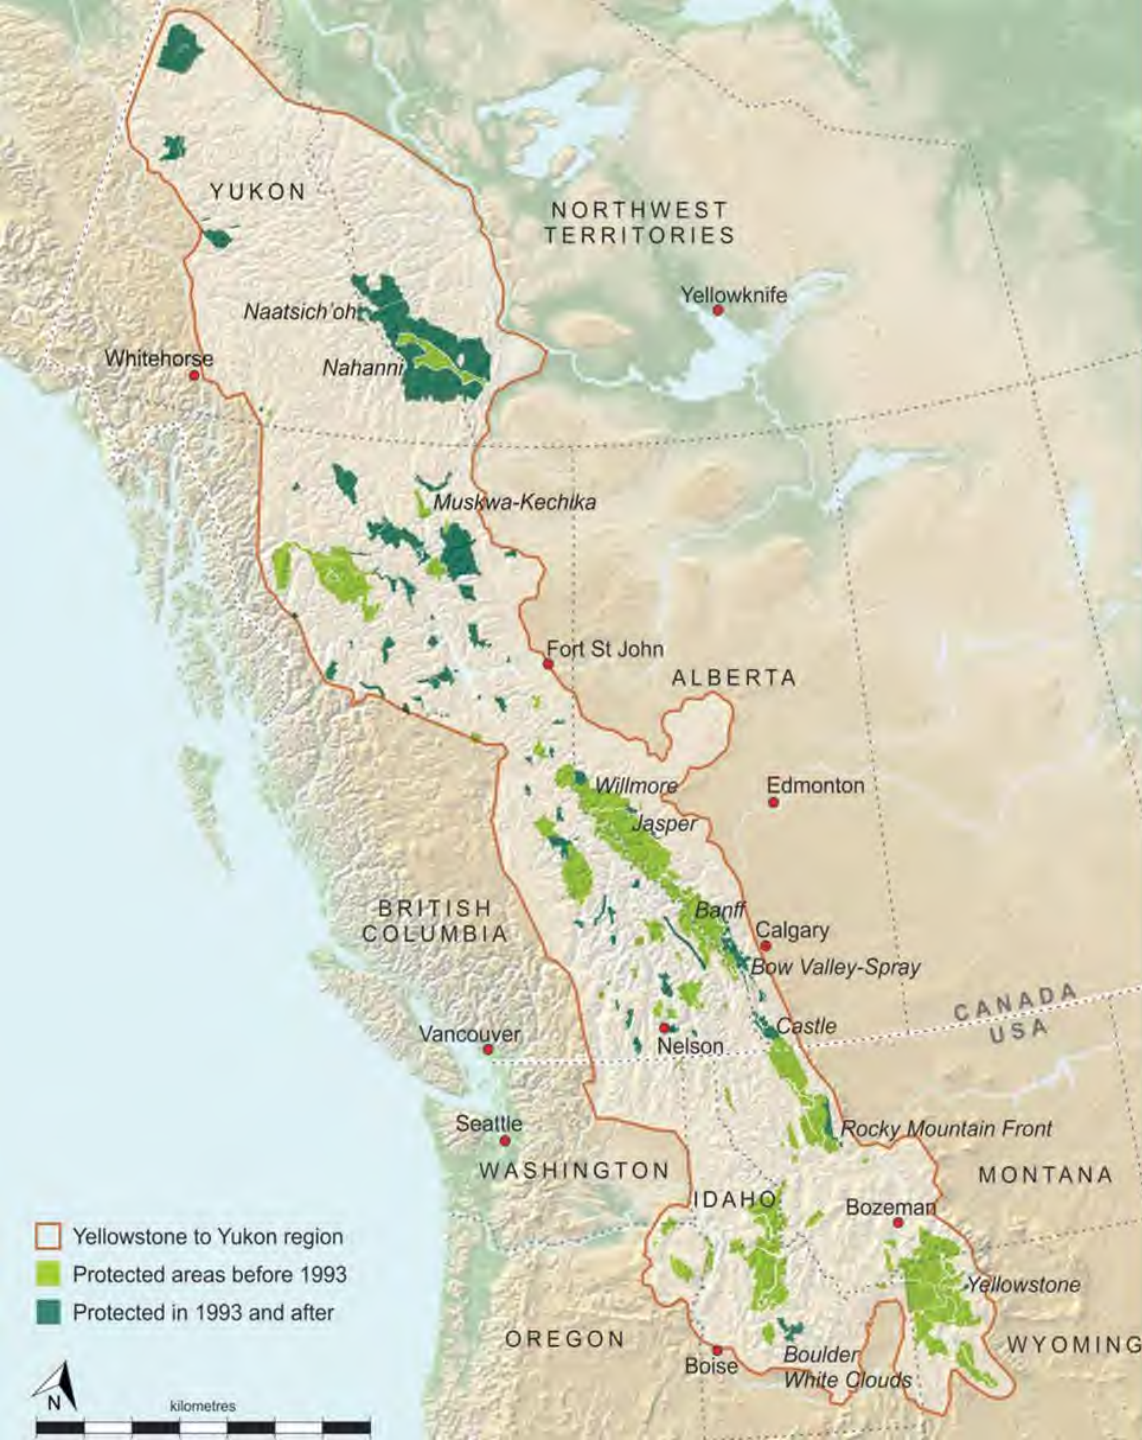 YUKON
NORTHWEST
TERRITORIES
Yellowknife
Naatsich'oh
Whitehorse
Nahanni
Muskwa-Kechika
Fort St John
ALBERTA
Willmore
Edmonton
Jasper
BRITISH
COLUMBIA
Banff
Calgary
Bow Valley-Spray
CANADA
USA
Castle
Vancouver
Nelson
Seattle
Rocky Mountain Front
WASHINGTON
MONTANA
IDAHO
Bozeman
Yellowstone to Yukon region
Protected areas before 1993
Protected in 1993 and after
Yellowstone
OREGON
WYOMING
Boise
Boulder
White Clouds
N
kilometres